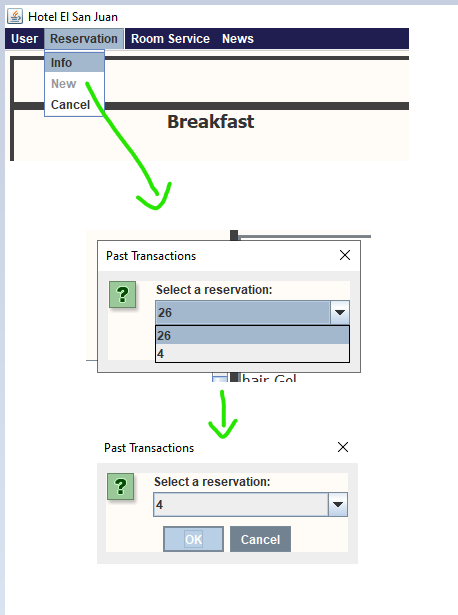 Hotel El San Juan
User Reservation Room Service News
Info
New
Cancel
Breakfast
Past Transactions
Select a reservation:
26
26
4
hair Gel
Past Transactions
Select a reservation:
4
OK Cancel